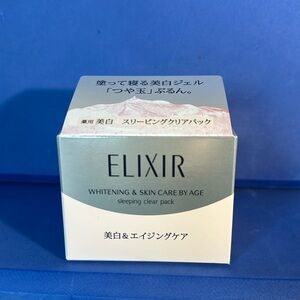 塗って寝る美白ジェル
「つや玉」ぷるん。
薬用 美白 スリーピングクリアパック
ELIXIR
WHITENING & SKIN CARE BY AGE
sleeping clear pack
美白&エイジングケア